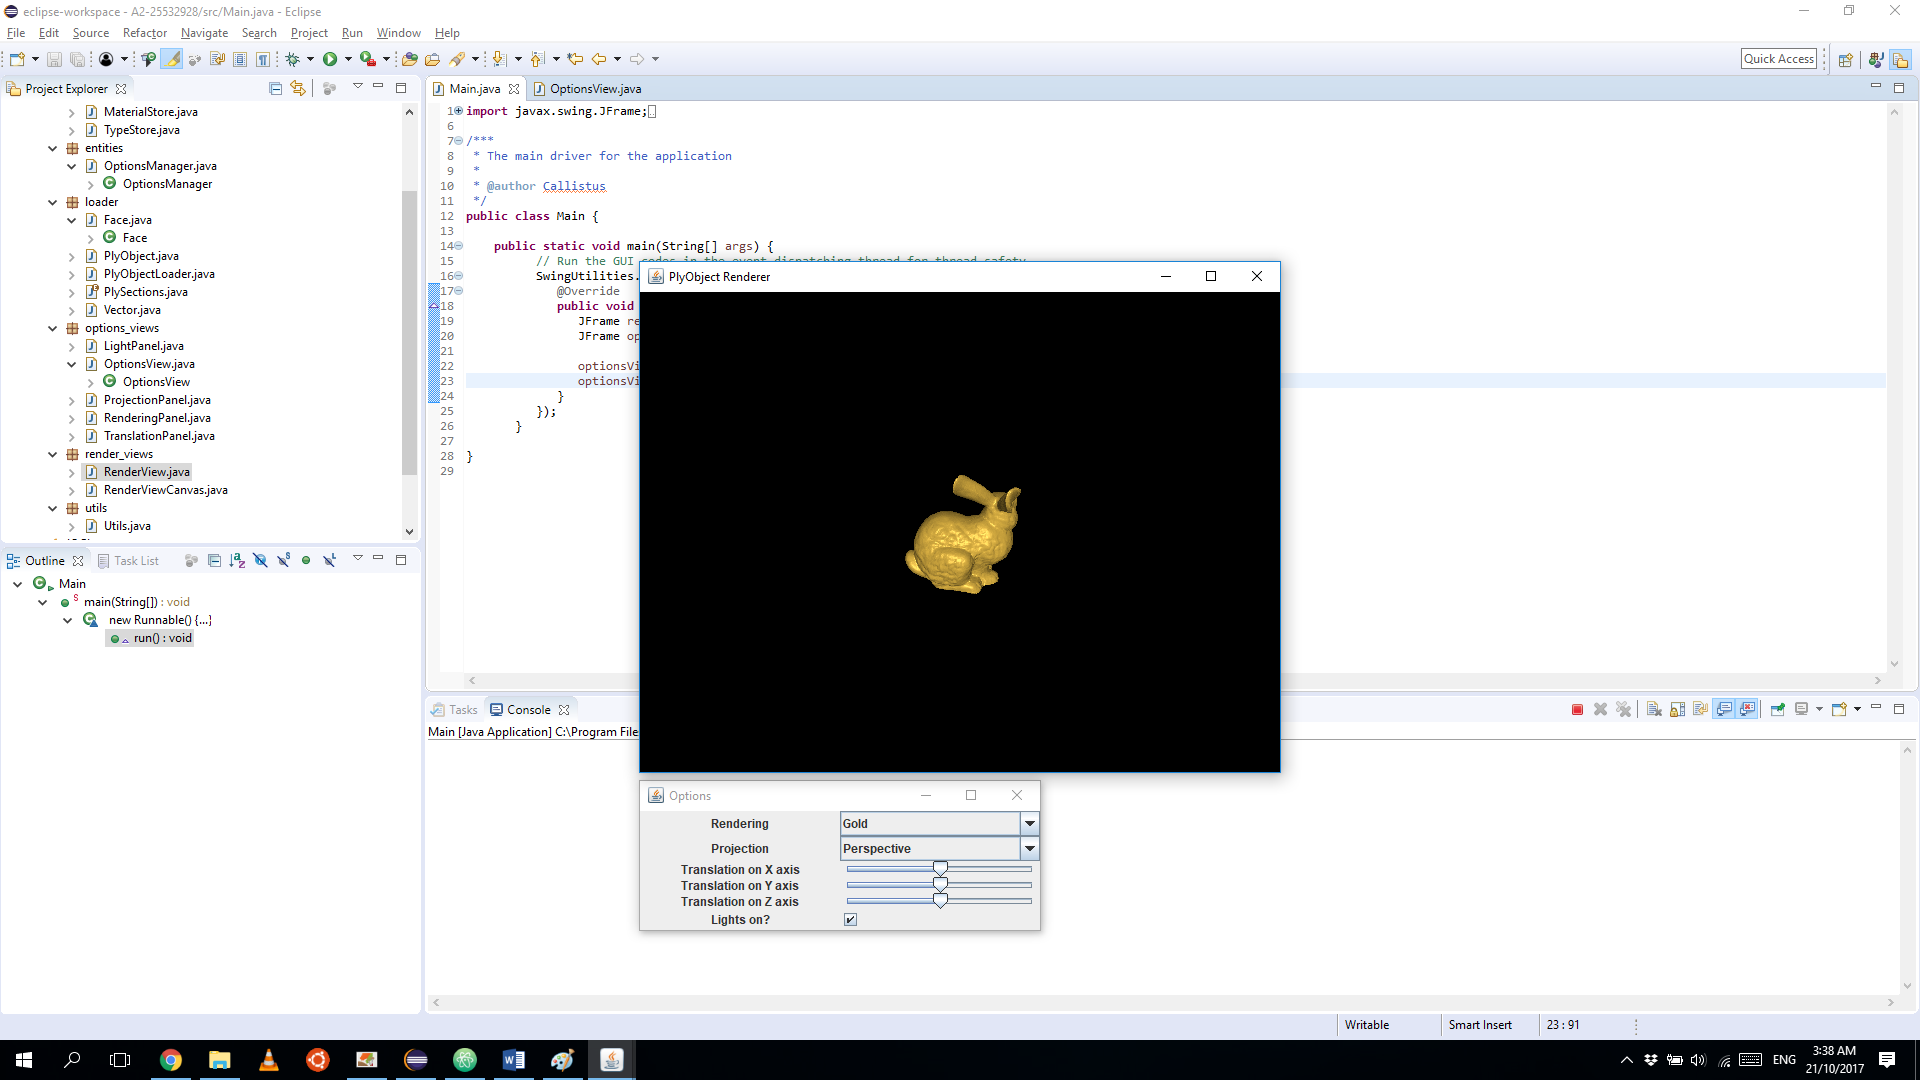 eclipse-workspace - A2-25532928/src/Main.java - Eclipse
File Edit Source Refactor Navigate Search Project Run Window Help
Quick Access
Project Explorer
MaterialStore.java
TypeStore.java
entities
OptionsManager.java
OptionsManager
loader
Face.java
Face
PlyObject.java
PlyObjectLoader.java
PlySections.java
Vector.java
options_views
LightPanel.java
OptionsView.java
OptionsView
ProjectionPanel.java
RenderingPanel.java
TranslationPanel.java
render_views
RenderView.java
RenderViewCanvas.java
utils
Utils.java
Outline Task List
Main
main(String[]) : void
new Runnable() {...}
run() : void
Main.java OptionsView.java
1 import javax.swing.JFrame;
6
7 /***
8 * The main driver for the application
9 *
10 * @author Callistus
11 */
12 public class Main {
13
14 public static void main(String[] args) {
15 // Run the GUI codes in the event dispatching thread for thread safety
16 SwingUtilities.
17 @Override
18 public void
19 JFrame re
20 JFrame op
21
22 optionsVi
23 optionsVi
24 }
25 });
26 }
27
28 }
29
PlyObject Renderer
Tasks Console
Main [Java Application] C:\Program File
Options
Rendering Gold
Projection Perspective
Translation on X axis
Translation on Y axis
Translation on Z axis
Lights on?
Writable Smart Insert 23 : 91
ENG
3:38 AM
21/10/2017